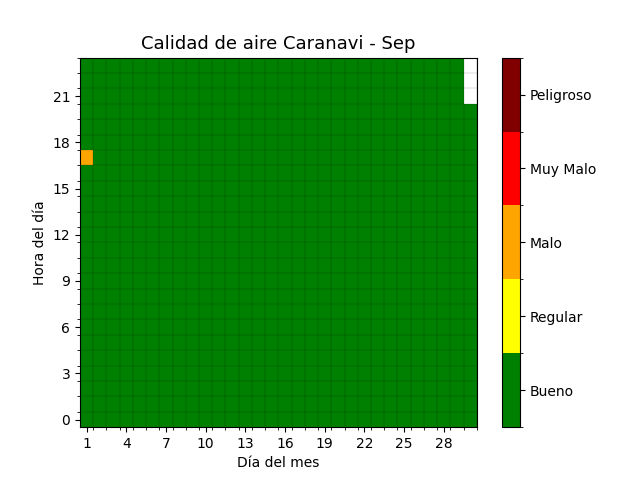 Calidad de aire Caranavi - Sep
21
18
15
12
9
6
3
0
Hora del día
1 4 7 10 13 16 19 22 25 28
Día del mes
Peligroso
Muy Malo
Malo
Regular
Bueno